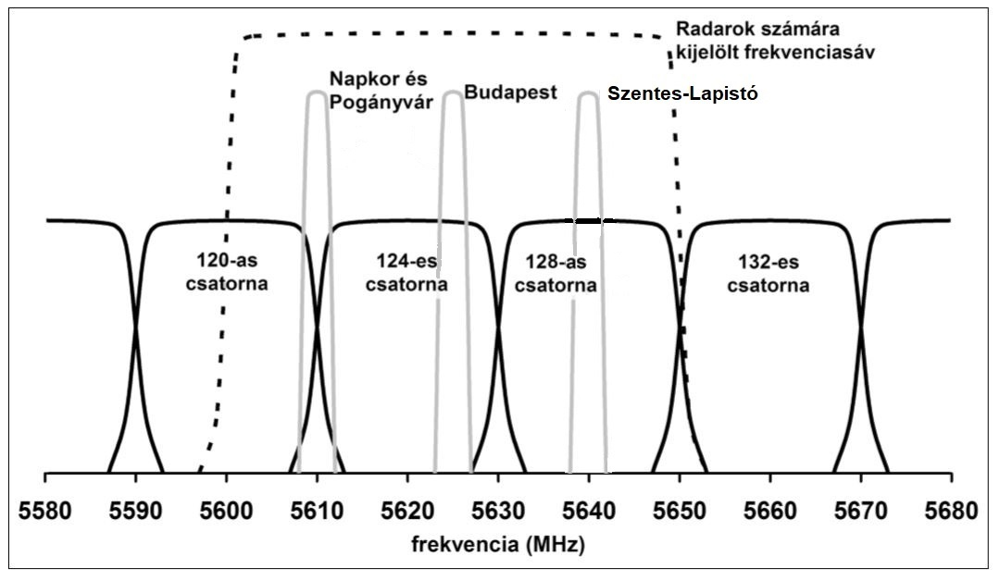 Radarok számára
kijelölt frekvenciasáv
Napkor és
Pogányvár
Budapest
Szentes-Lapistó
120-as
csatorna
124-es
csatorna
128-as
csatorna
132-es
csatorna
5580 5590 5600 5610 5620 5630 5640 5650 5660 5670 5680
frekvencia (MHz)